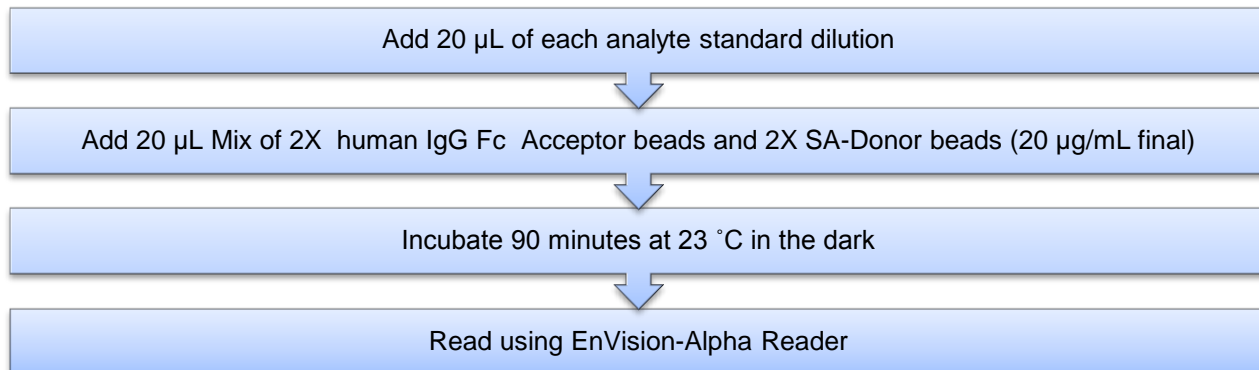 Add 20 µL of each analyte standard dilution
Add 20 µL Mix of 2X  human IgG Fc  Acceptor beads and 2X SA-Donor beads (20 µg/mL final)
Incubate 90 minutes at 23 ˚C in the dark
Read using EnVision-Alpha Reader